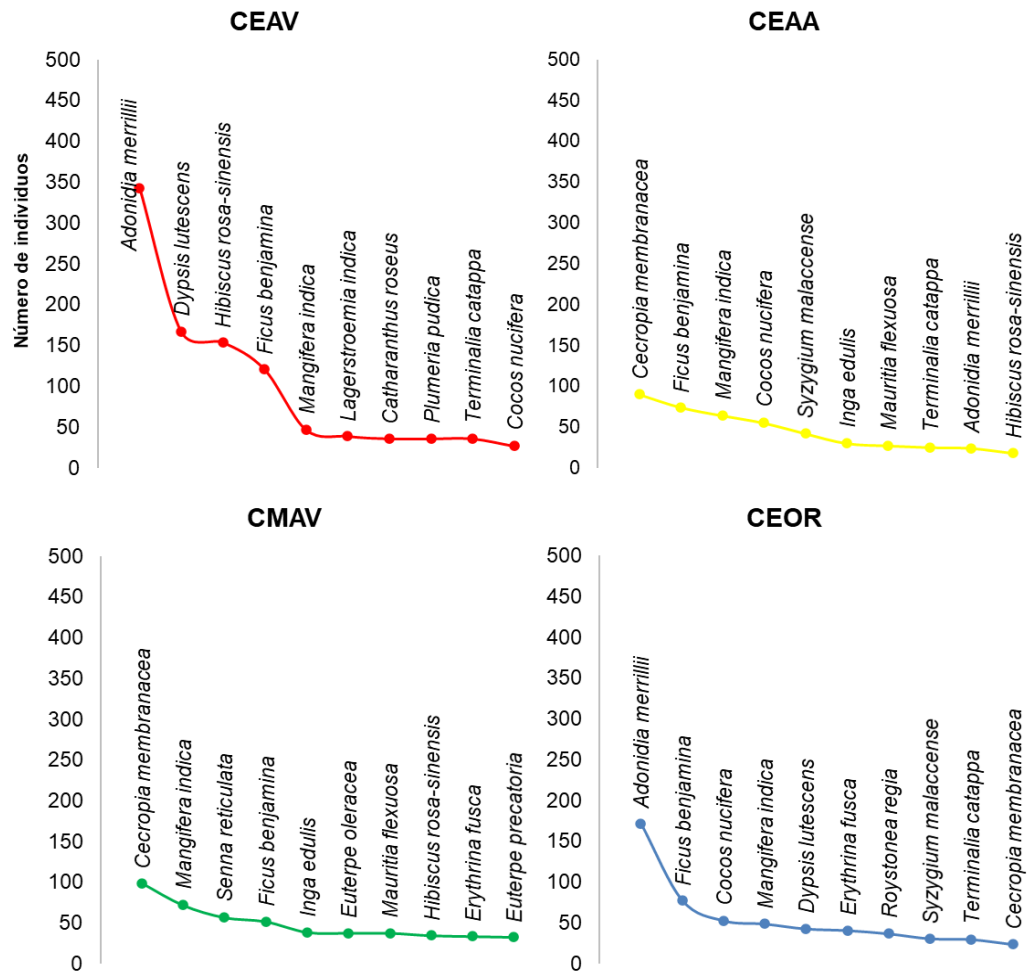 CEAV
500
450
400
350
300
250
200
150
100
50
0
Número de individuos
Adonidia merrillii
Dypsis lutescens
Hibiscus rosa-sinensis
Ficus benjamina
Mangifera indica
Lagerstroemia indica
Catharanthus roseus
Plumeria pudica
Terminalia catappa
Cocos nucifera
CEAA
500
450
400
350
300
250
200
150
100
50
0
Cecropia membranacea
Ficus benjamina
Mangifera indica
Cocos nucifera
Syzygium malaccense
Inga edulis
Mauritia flexuosa
Terminalia catappa
Adonidia merrillii
Hibiscus rosa-sinensis
CMAV
500
450
400
350
300
250
200
150
100
50
0
Cecropia membranacea
Mangifera indica
Senna reticulata
Ficus benjamina
Inga edulis
Euterpe oleracea
Mauritia flexuosa
Hibiscus rosa-sinensis
Erythrina fusca
Euterpe precatoria
CEOR
500
450
400
350
300
250
200
150
100
50
0
Adonidia merrillii
Ficus benjamina
Cocos nucifera
Mangifera indica
Dypsis lutescens
Erythrina fusca
Roystonea regia
Syzygium malaccense
Terminalia catappa
Cecropia membranacea